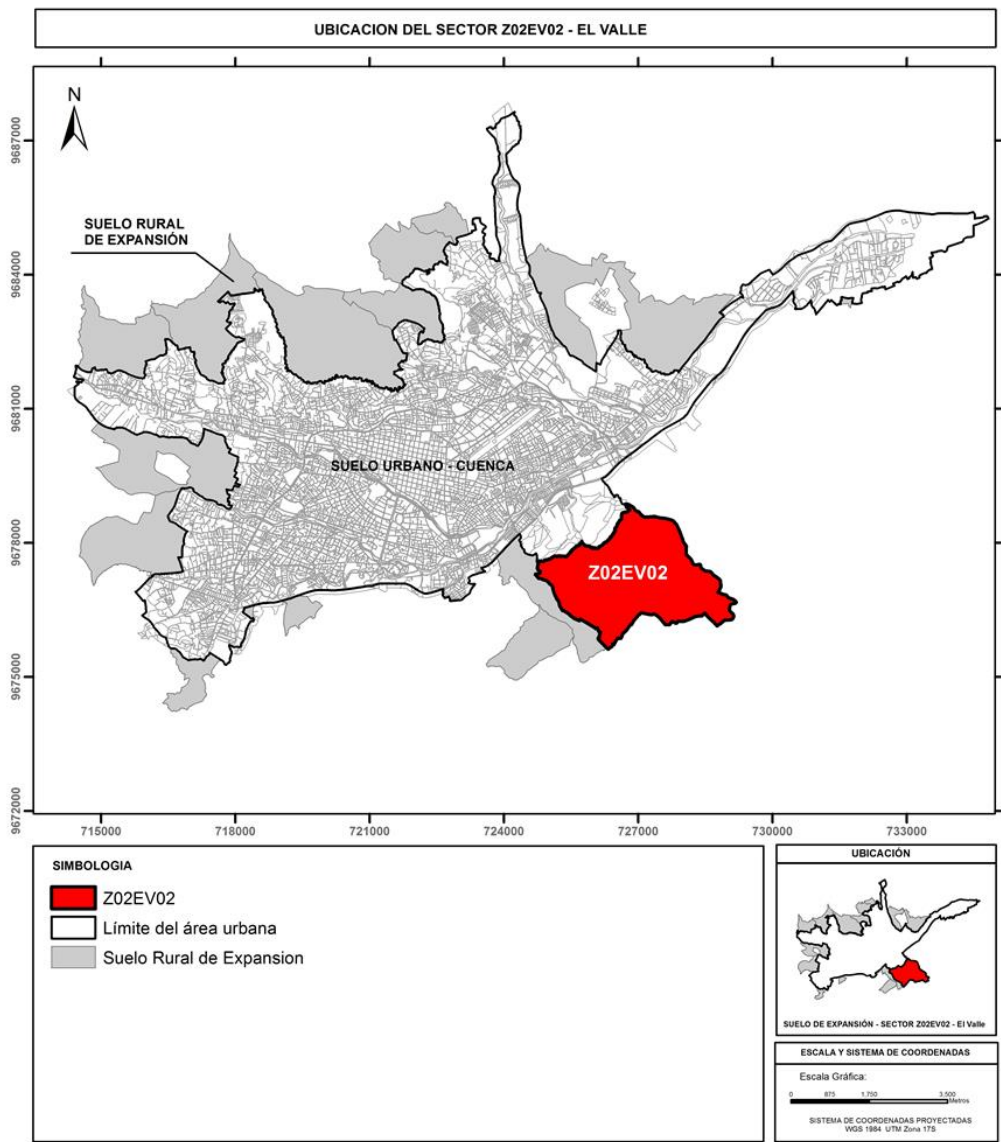 UBICACION DEL SECTOR Z02EV02 - EL VALLE
N
SUELO RURAL
DE EXPANSIÓN
SUELO URBANO - CUENCA
Z02EV02
9687000
9684000
9681000
9678000
9675000
9672000
715000
718000
721000
724000
727000
730000
733000
SIMBOLOGIA
Z02EV02
Límite del área urbana
Suelo Rural de Expansion
UBICACIÓN
SUELO DE EXPANSIÓN - SECTOR Z02EV02 - El Valle
ESCALA Y SISTEMA DE COORDENADAS
Escala Gráfica:
0 875 1,750 3,500
Metros
SISTEMA DE COORDENADAS PROYECTADAS
WGS 1984 UTM Zona 17S